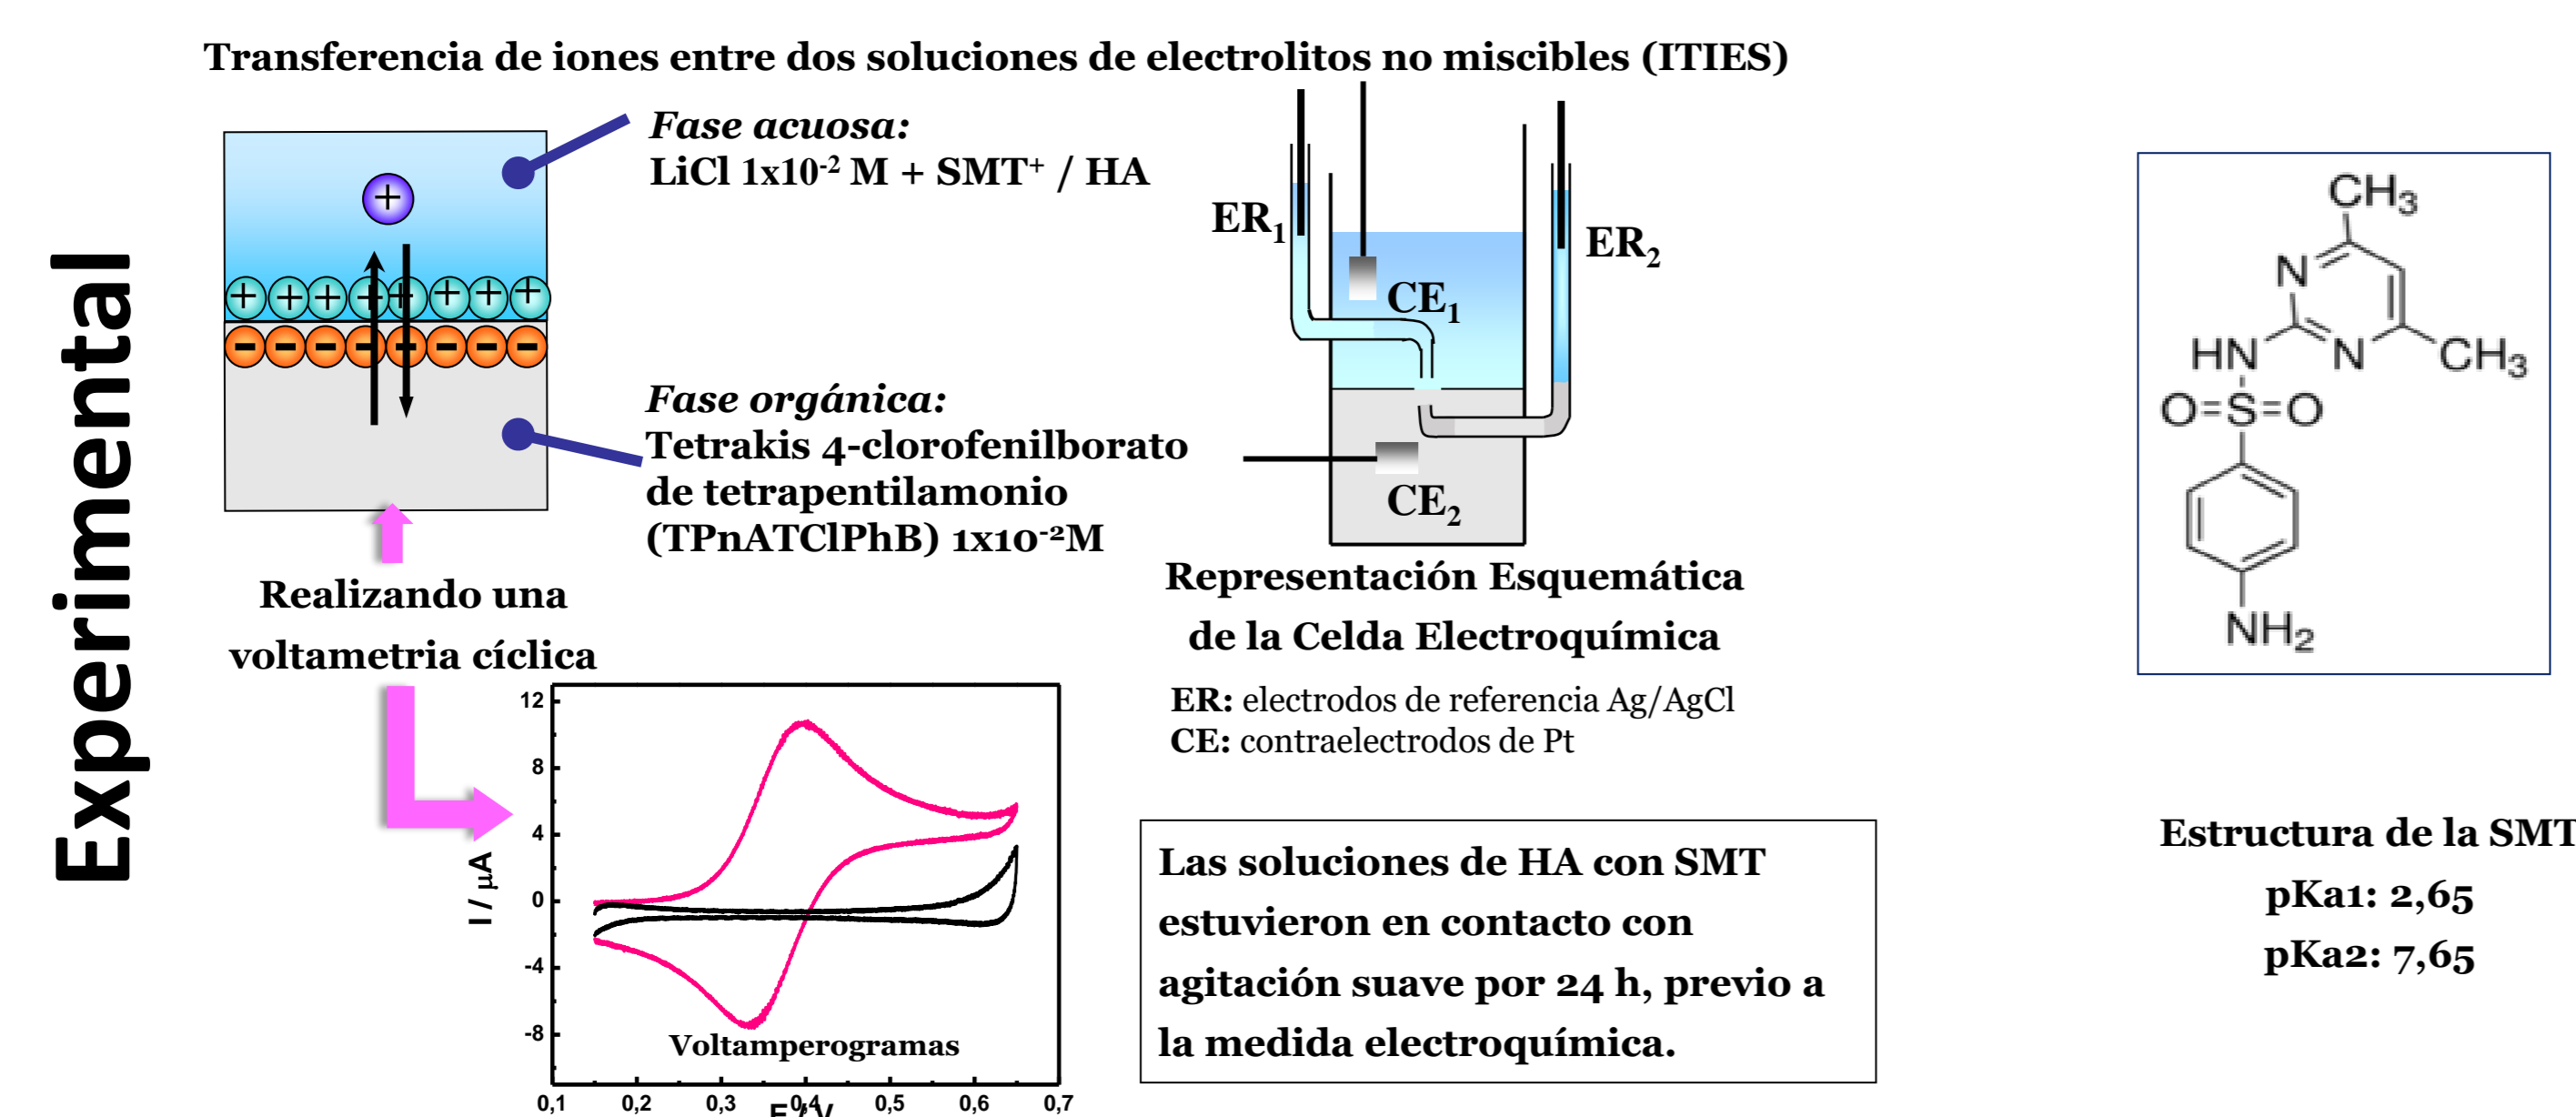 Experimental
Transferencia de iones entre dos soluciones de electrolitos no miscibles (ITIES)
Fase acuosa:
LiCl 1x10⁻² M + SMT⁺ / HA
+
+ + + + + + + +
- - - - - - - -
Fase orgánica:
Tetrakis 4-clorofenilborato
de tetrapentilamonio
(TPnATClPhB) 1x10⁻²M
Realizando una
voltametria cíclica
12
8
4
0
-4
-8
I / µA
Voltamperogramas
0,1 0,2 0,3 0,4 0,5 0,6 0,7
E / V
ER₁
CE₁
ER₂
CE₂
Representación Esquemática
de la Celda Electroquímica
ER: electrodos de referencia Ag/AgCl
CE: contraelectrodos de Pt
Las soluciones de HA con SMT
estuvieron en contacto con
agitación suave por 24 h, previo a
la medida electroquímica.
CH₃
N
HN N CH₃
O=S=O
NH₂
Estructura de la SMT
pKa1: 2,65
pKa2: 7,65